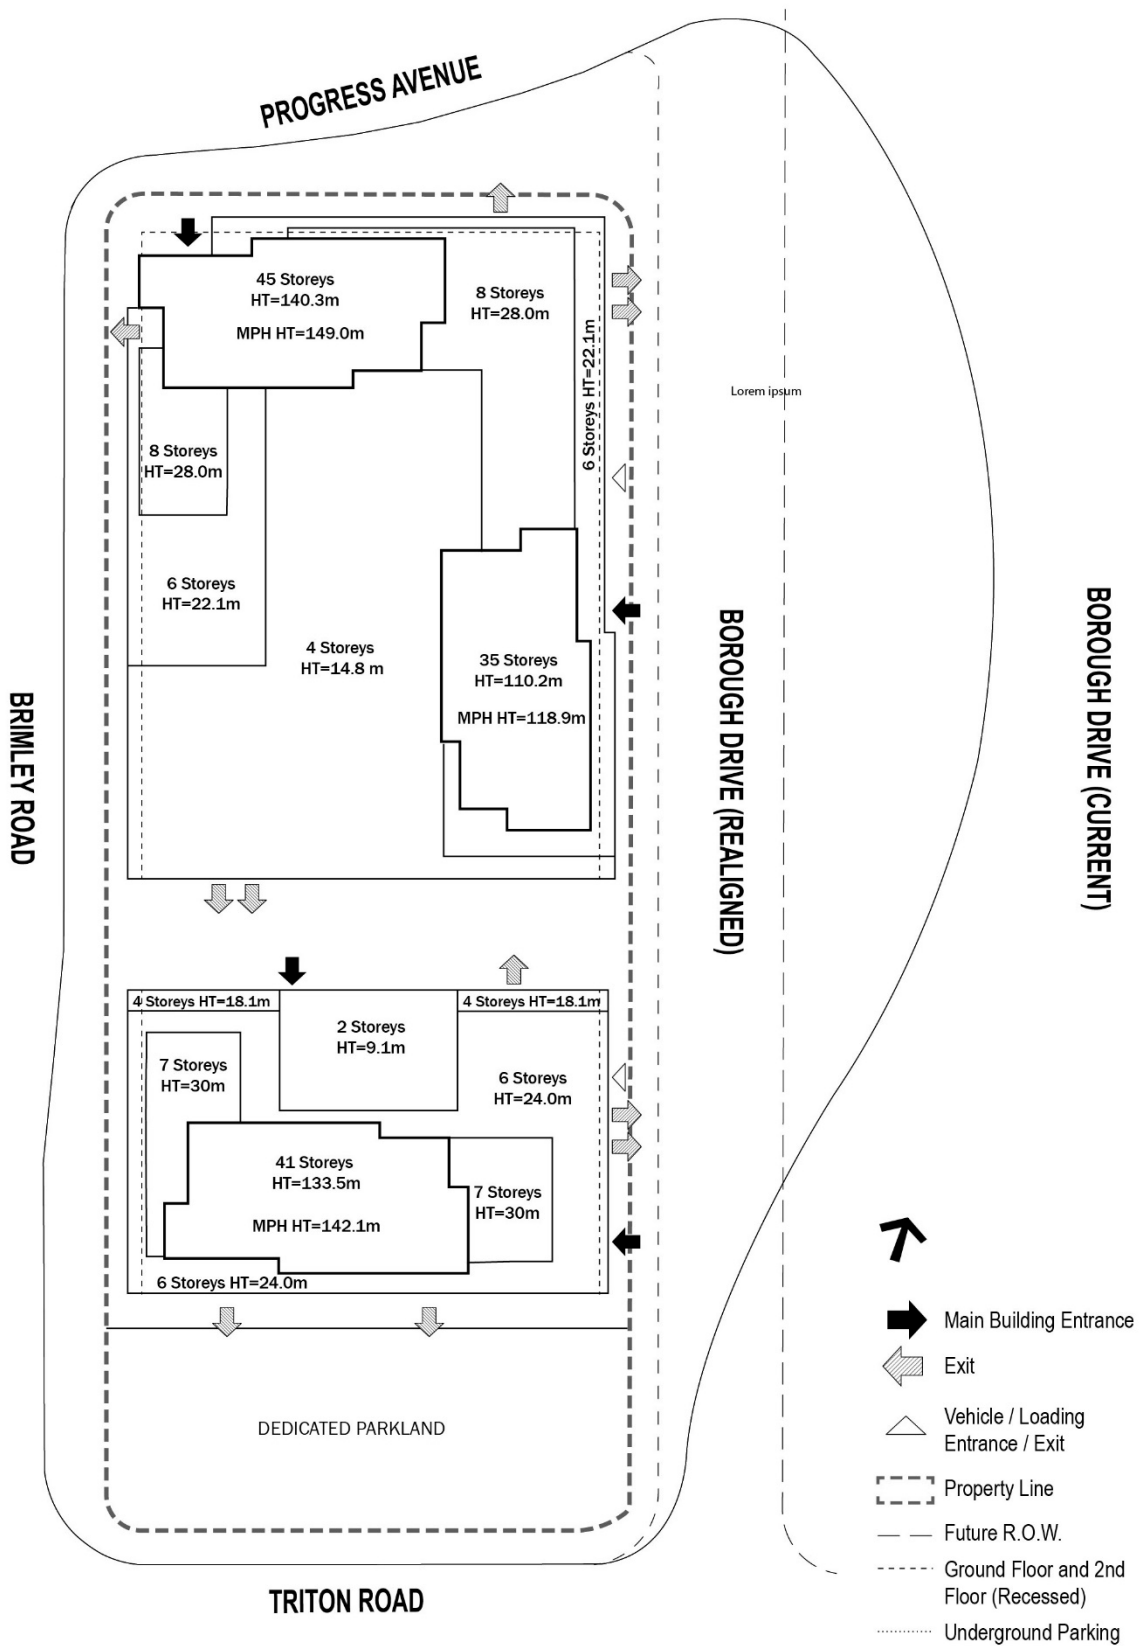 PROGRESS AVENUE
45 Storeys
HT=140.3m
MPH HT=149.0m
8 Storeys
HT=28.0m
6 Storeys HT=22.1m
Lorem ipsum
8 Storeys
HT=28.0m
6 Storeys
HT=22.1m
4 Storeys
HT=14.8 m
35 Storeys
HT=110.2m
MPH HT=118.9m
BRIMLEY ROAD
BOROUGH DRIVE (REALIGNED)
BOROUGH DRIVE (CURRENT)
4 Storeys HT=18.1m
4 Storeys HT=18.1m
2 Storeys
HT=9.1m
7 Storeys
HT=30m
6 Storeys
HT=24.0m
41 Storeys
HT=133.5m
MPH HT=142.1m
7 Storeys
HT=30m
6 Storeys HT=24.0m
DEDICATED PARKLAND
TRITON ROAD
Main Building Entrance
Exit
Vehicle / Loading
Entrance / Exit
Property Line
Future R.O.W.
Ground Floor and 2nd
Floor (Recessed)
Underground Parking